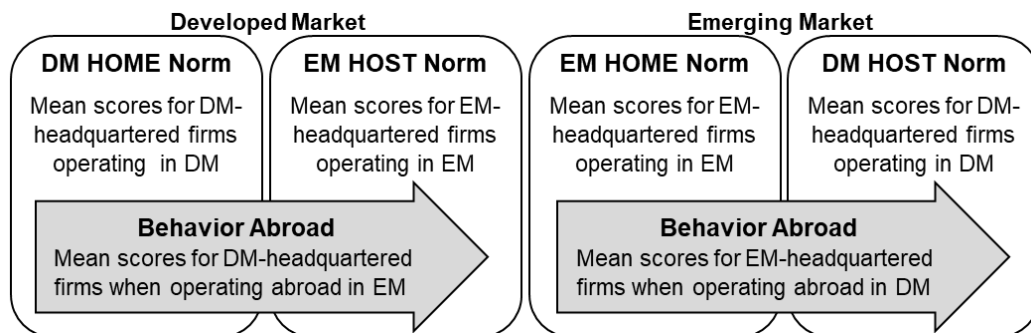 Developed Market
DM HOME Norm
Mean scores for DM-
headquartered firms
operating in DM
EM HOST Norm
Mean scores for EM-
headquartered firms
operating in EM
Behavior Abroad
Mean scores for DM-headquartered
firms when operating abroad in EM
Emerging Market
EM HOME Norm
Mean scores for EM-
headquartered firms
operating in EM
DM HOST Norm
Mean scores for DM-
headquartered firms
operating in DM
Behavior Abroad
Mean scores for EM-headquartered
firms when operating abroad in DM